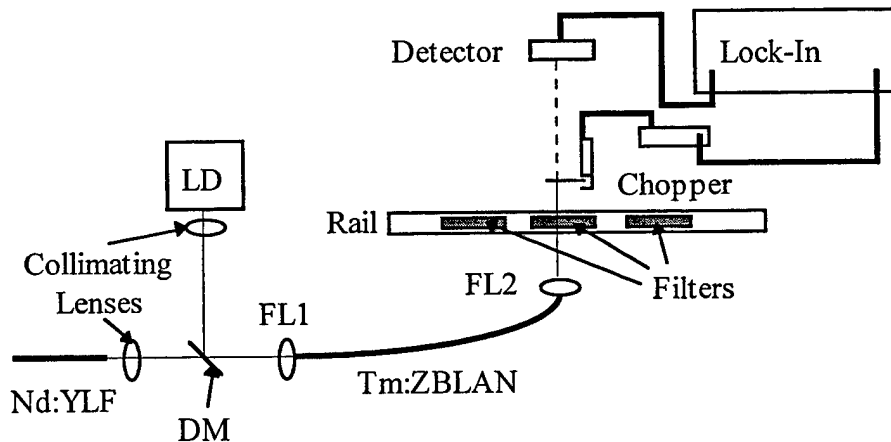 Detector
Lock-In
LD
Chopper
Rail
Collimating
Lenses
FL1
FL2
Filters
Nd:YLF
DM
Tm:ZBLAN